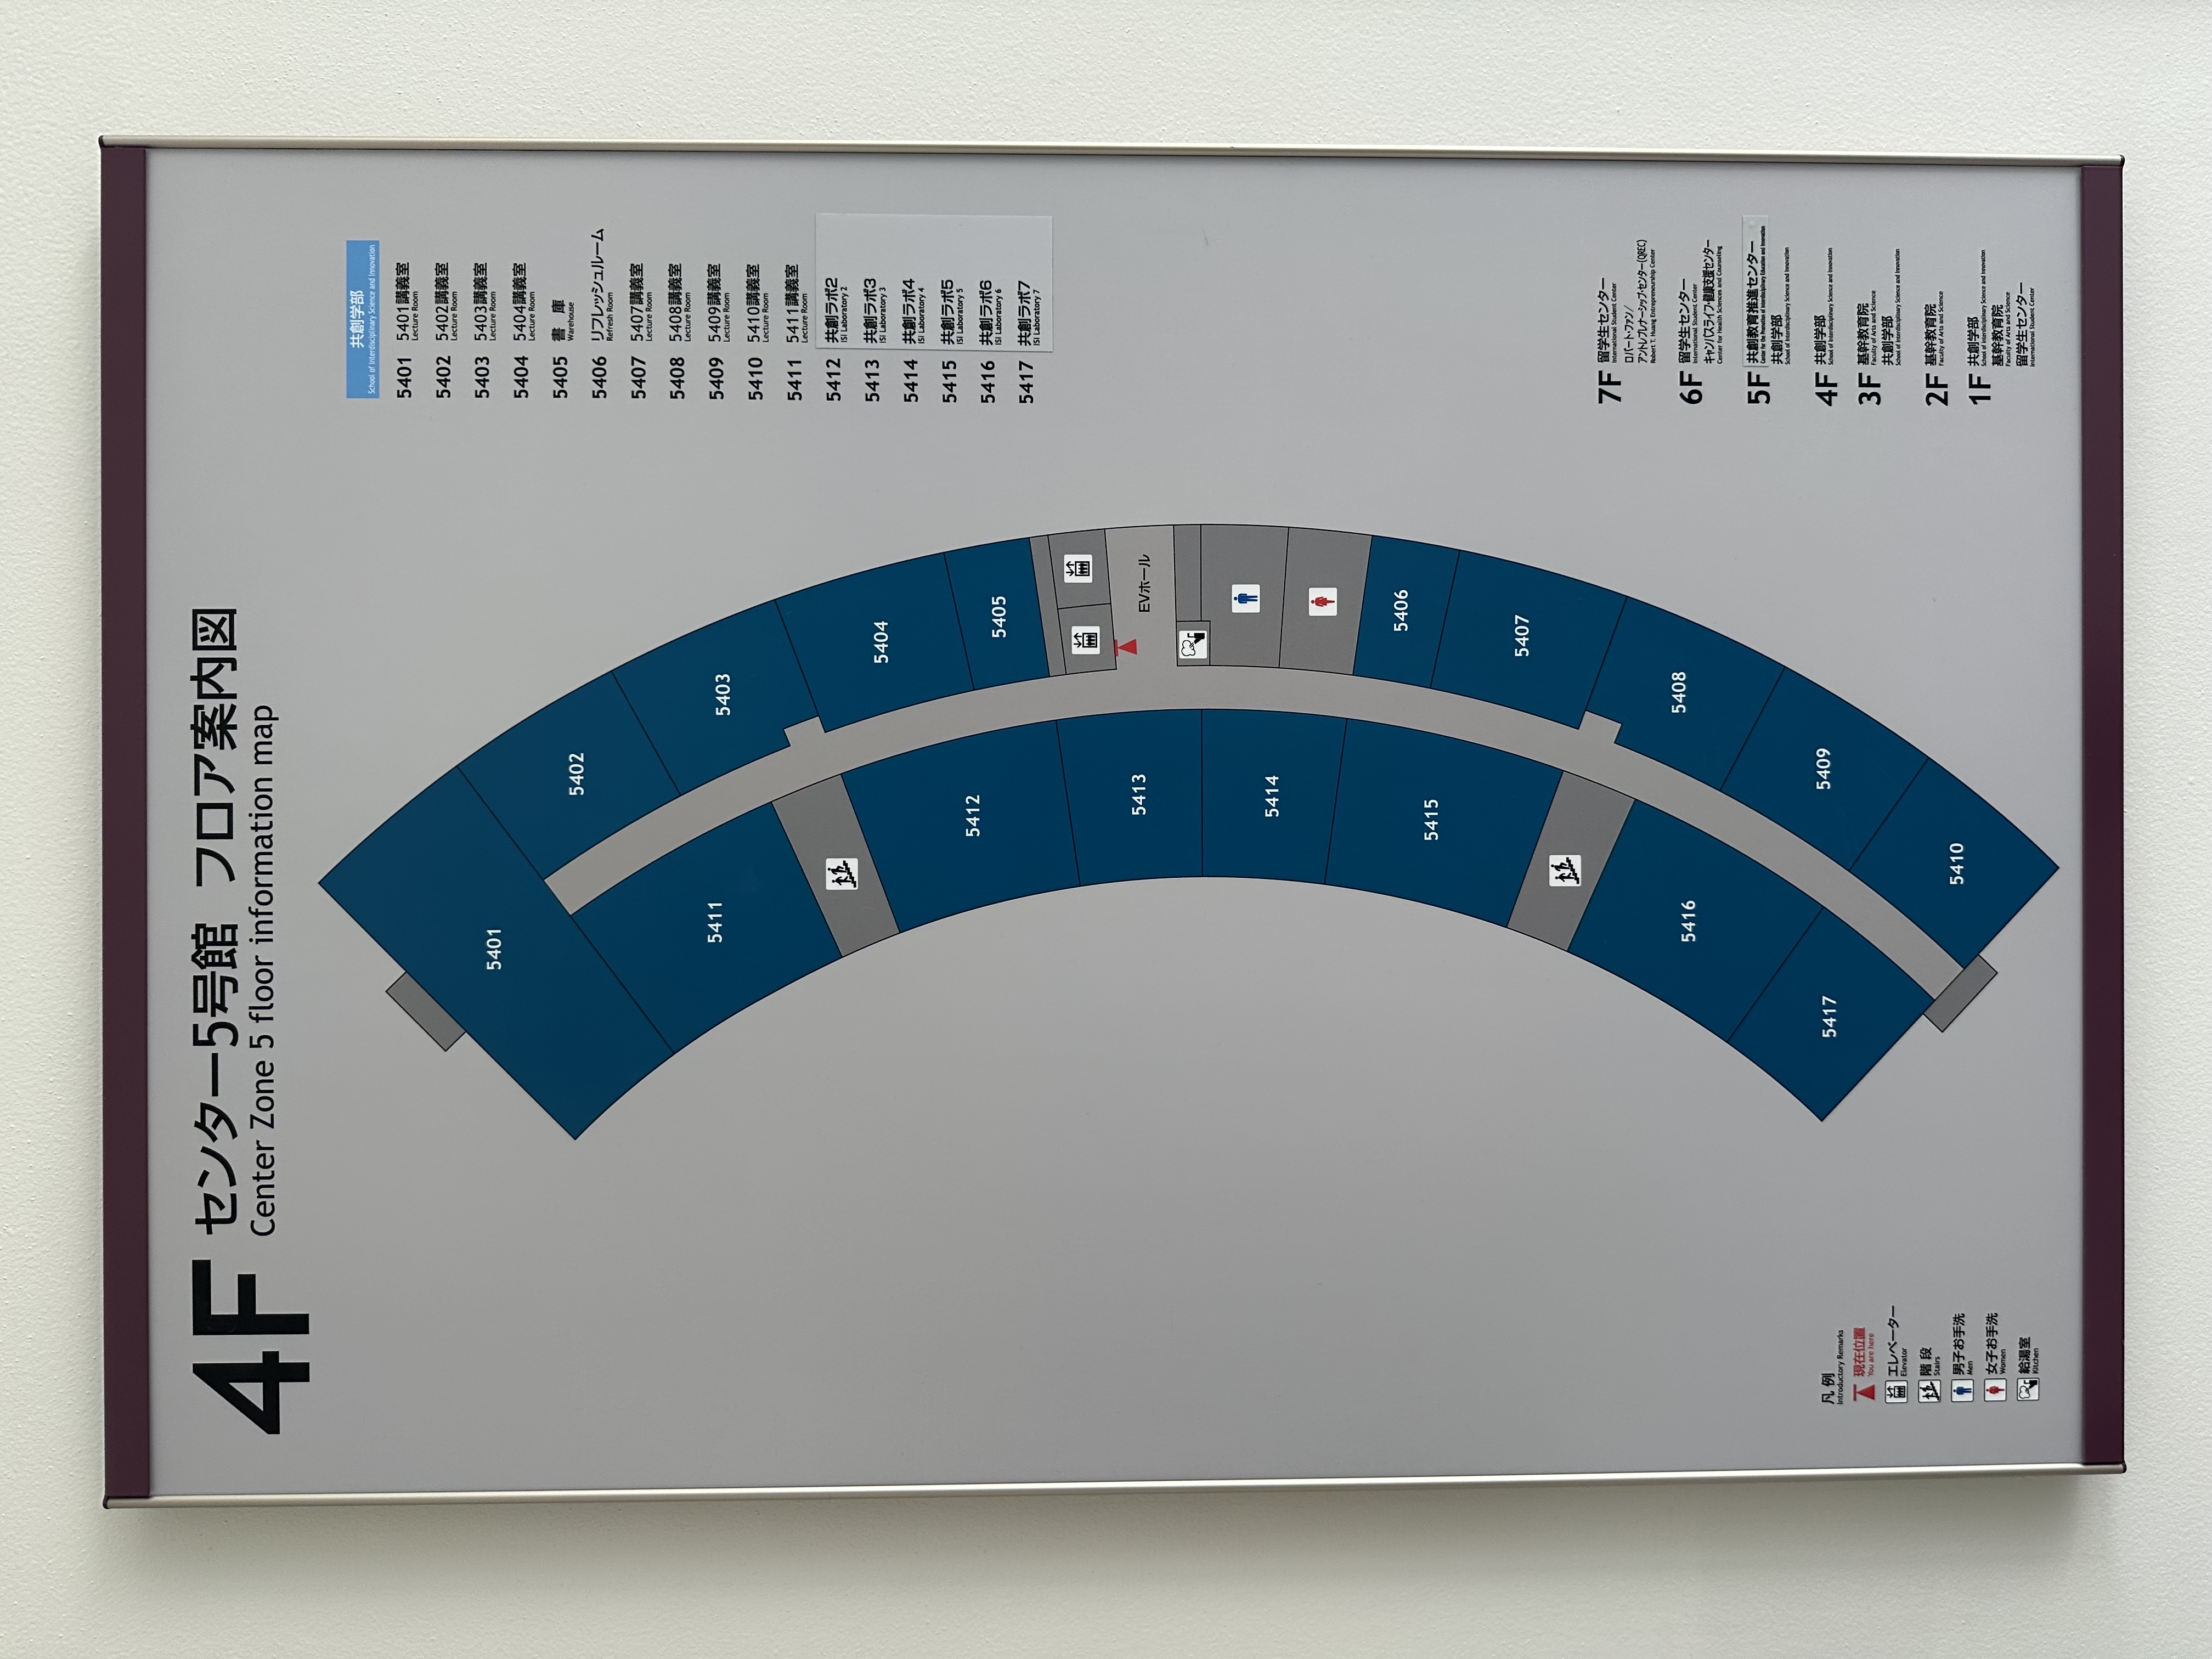 4F
センター5号館 フロア案内図
Center Zone 5 floor information map
5401
5402
5411
5403
5404
5412
5405
5413
EVホール
5414
5406
5415
5407
5416
5408
5417
5409
5410
共創学部
School of Interdisciplinary Science and Innovation
5401 5401講義室
Lecture Room
5402 5402講義室
Lecture Room
5403 5403講義室
Lecture Room
5404 5404講義室
Lecture Room
5405 書 庫
Warehouse
5406 リフレッシュルーム
Refresh Room
5407 5407講義室
Lecture Room
5408 5408講義室
Lecture Room
5409 5409講義室
Lecture Room
5410 5410講義室
Lecture Room
5411 5411講義室
Lecture Room
5412 共創ラボ2
ISI Laboratory 2
5413 共創ラボ3
ISI Laboratory 3
5414 共創ラボ4
ISI Laboratory 4
5415 共創ラボ5
ISI Laboratory 5
5416 共創ラボ6
ISI Laboratory 6
5417 共創ラボ7
ISI Laboratory 7
7F 留学生センター
International Student Center
ロバート・ファン/
アントレプレナーシップ・センター(QREC)
Robert T. Huang Entrepreneurship Center
6F 留学生センター
International Student Center
キャンパスライフ・健康支援センター
Center for Health Sciences and Counseling
5F 共創教育推進センター
Center for the Promotion of Interdisciplinary Education and Innovation
共創学部
School of Interdisciplinary Science and Innovation
4F 共創学部
School of Interdisciplinary Science and Innovation
3F 基幹教育院
Faculty of Arts and Science
共創学部
School of Interdisciplinary Science and Innovation
2F 基幹教育院
Faculty of Arts and Science
1F 共創学部
School of Interdisciplinary Science and Innovation
基幹教育院
Faculty of Arts and Science
留学生センター
International Student Center
凡 例
Introductory Remarks
現在位置
You are here
エレベーター
Elevator
階 段
Stairs
男子お手洗
Men
女子お手洗
Women
給湯室
Kitchen